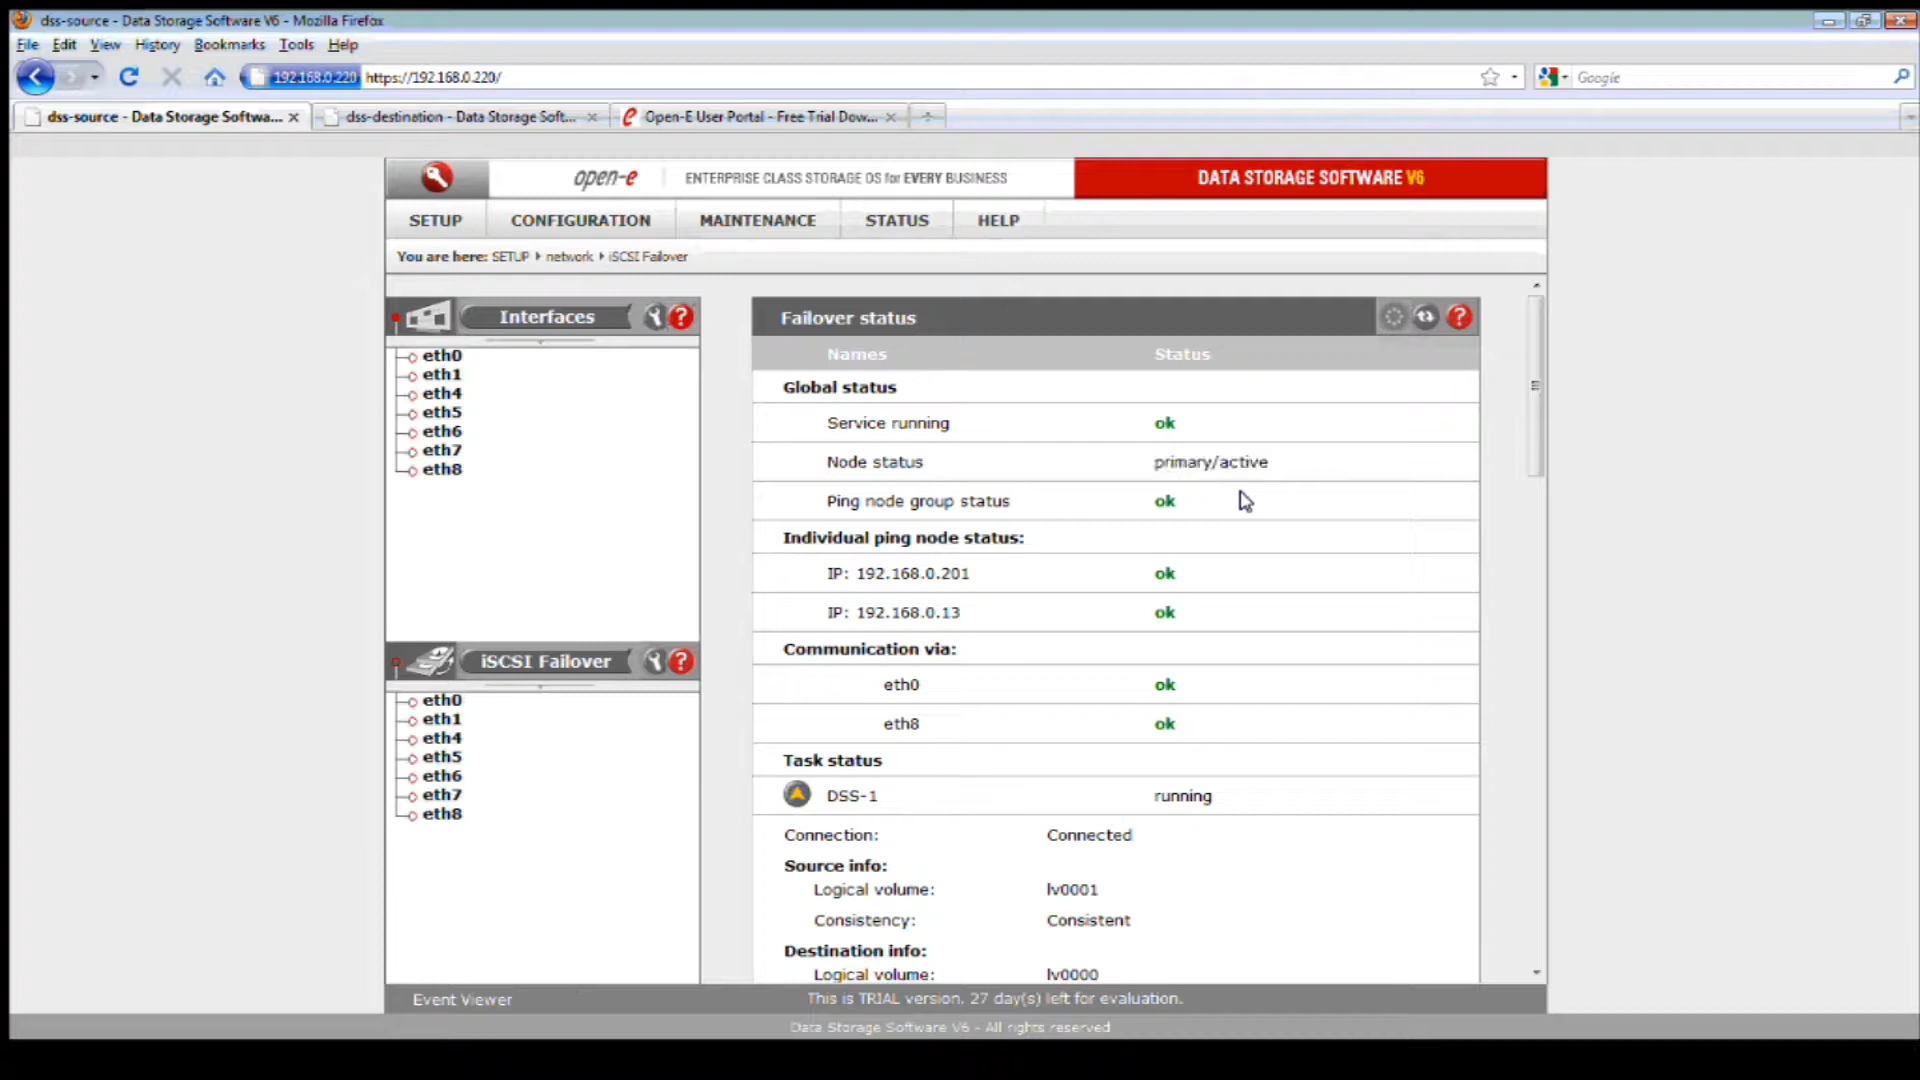 dss-source - Data Storage Software V6 - Mozilla Firefox
File Edit View History Bookmarks Tools Help
192.168.0.220 https://192.168.0.220/ Google
dss-source - Data Storage Softwa... dss-destination - Data Storage Soft... Open-E User Portal - Free Trial Dow...
open-e ENTERPRISE CLASS STORAGE OS for EVERY BUSINESS DATA STORAGE SOFTWARE V6
SETUP CONFIGURATION MAINTENANCE STATUS HELP
You are here: SETUP network iSCSI Failover
Interfaces
eth0
eth1
eth4
eth5
eth6
eth7
eth8
iSCSI Failover
eth0
eth1
eth4
eth5
eth6
eth7
eth8
Failover status
Names Status
Global status
Service running ok
Node status primary/active
Ping node group status ok
Individual ping node status:
IP: 192.168.0.201 ok
IP: 192.168.0.13 ok
Communication via:
eth0 ok
eth8 ok
Task status
DSS-1 running
Connection: Connected
Source info:
Logical volume: lv0001
Consistency: Consistent
Destination info:
Logical volume: lv0000
Event Viewer This is TRIAL version. 27 day(s) left for evaluation.
Data Storage Software V6 - All rights reserved